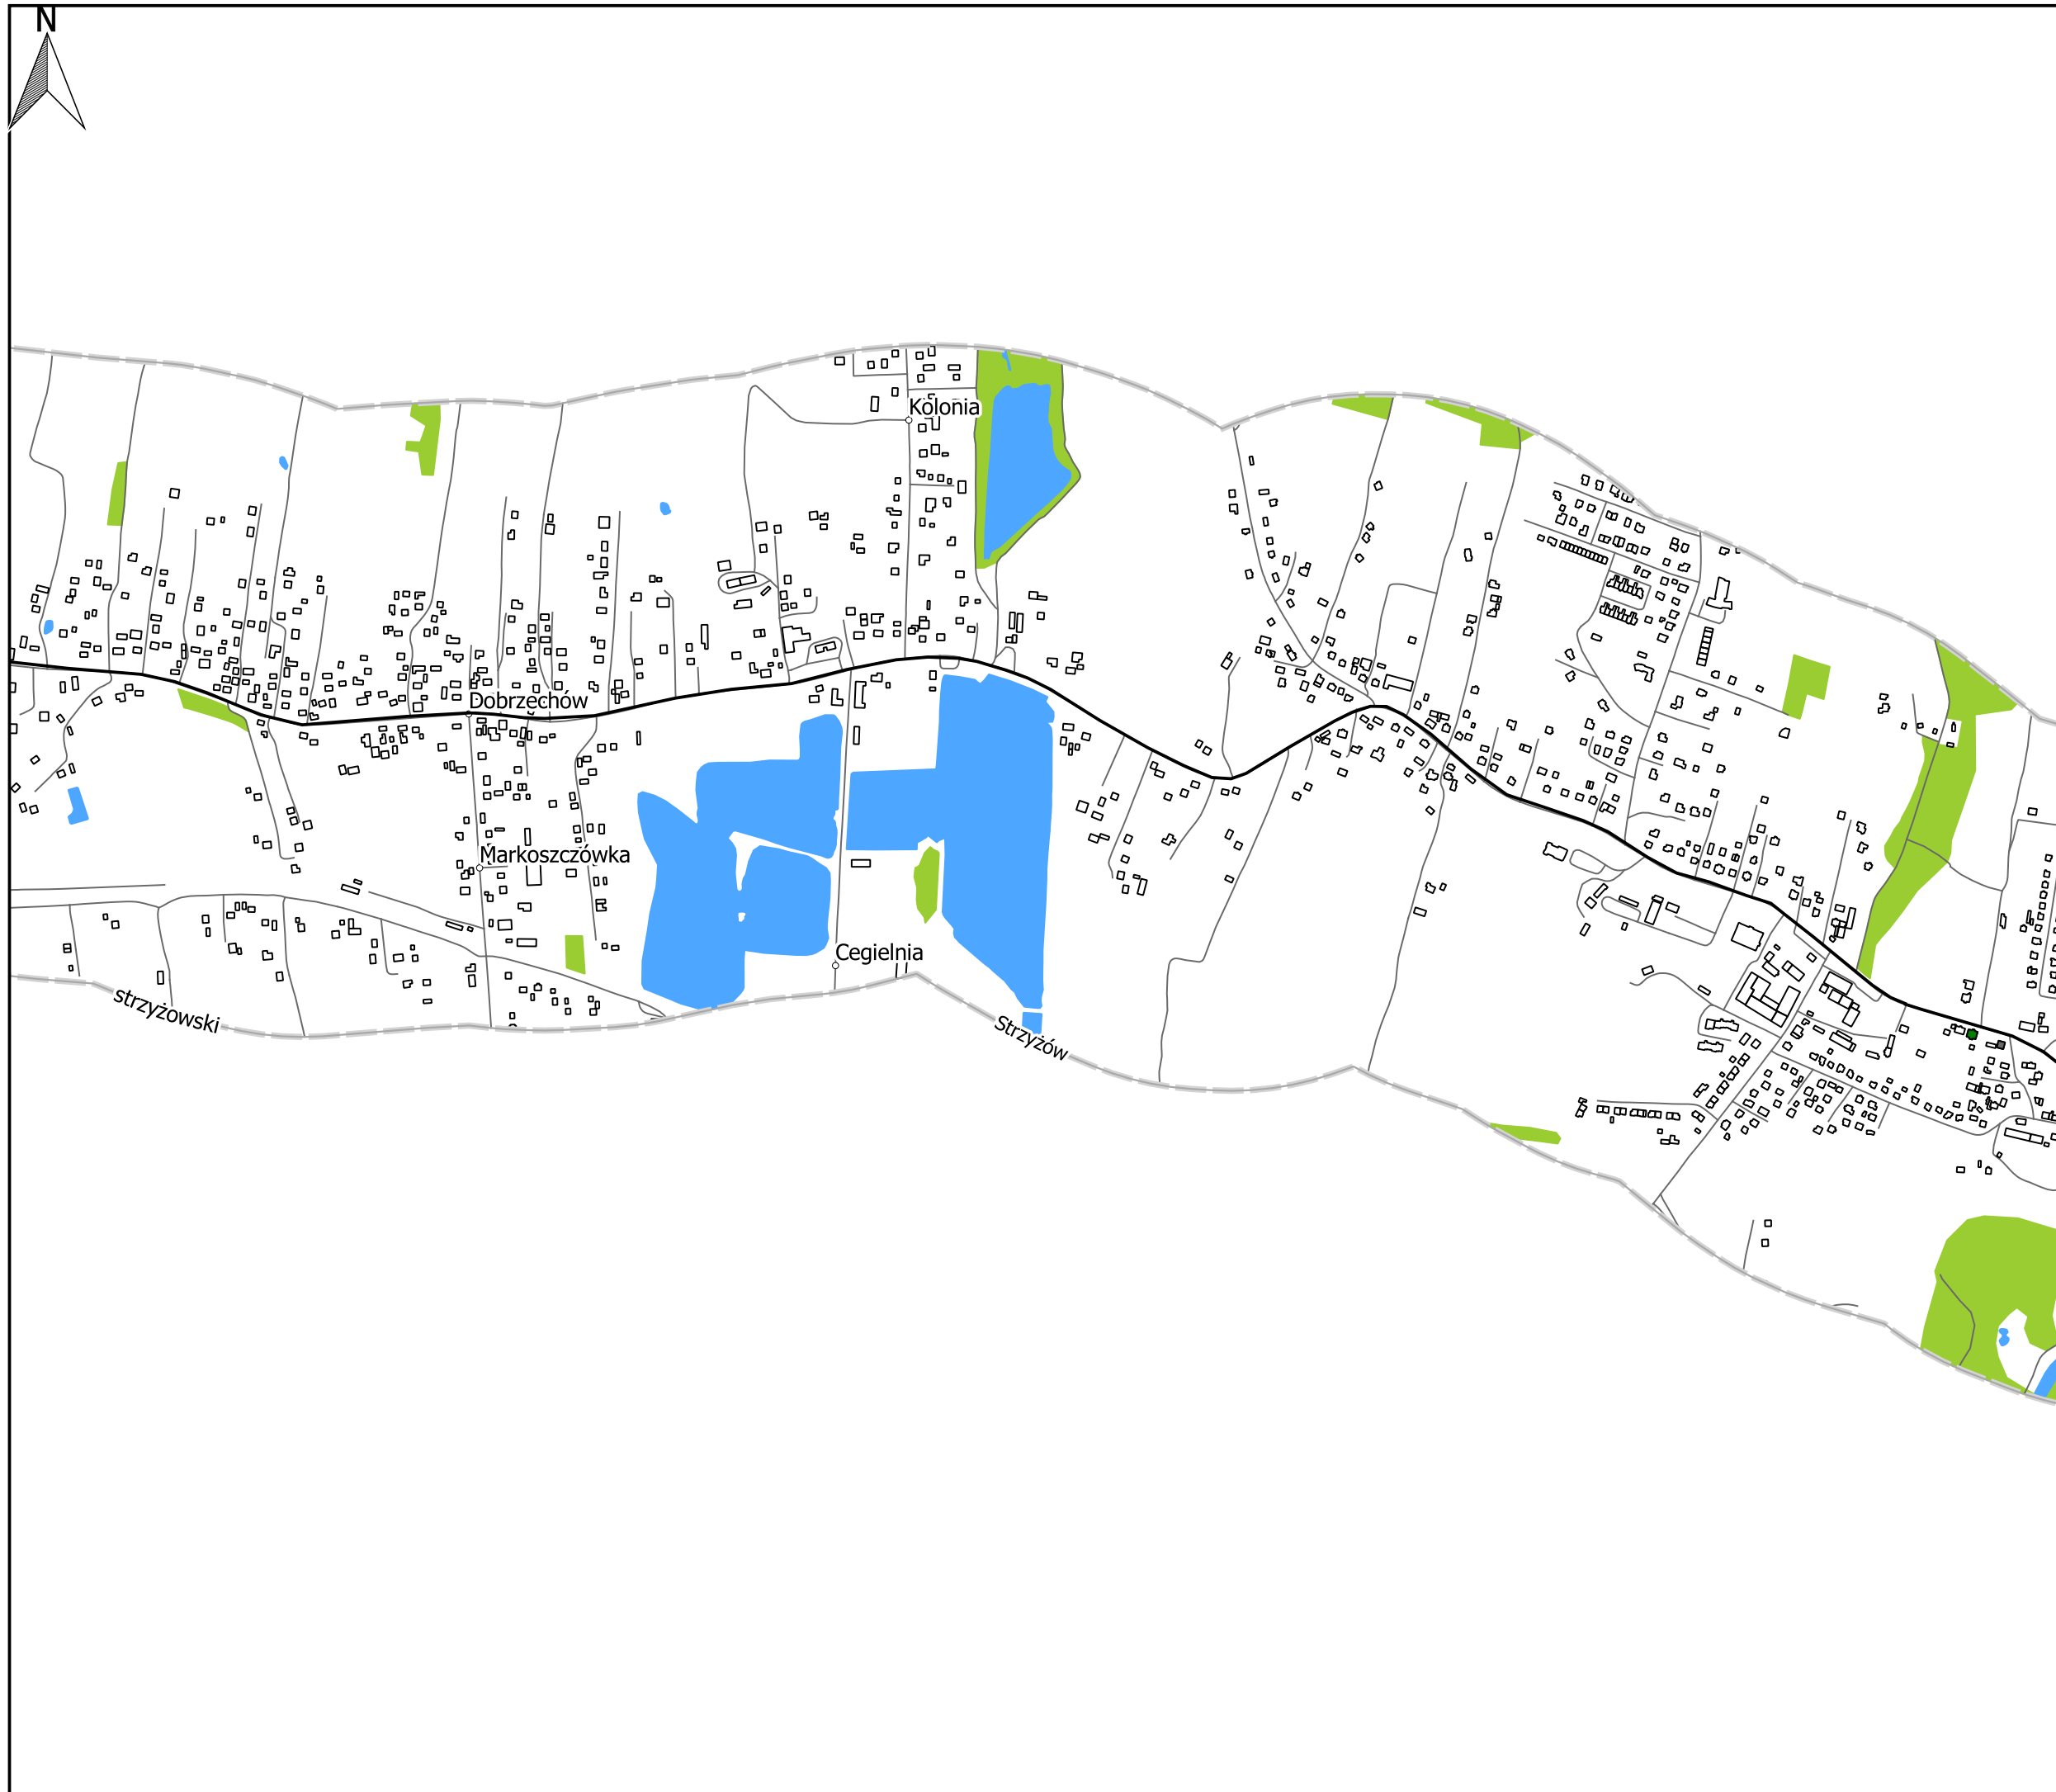 N
Kolonia
Dobrzechów
Markoszczówka
Cegielnia
strzyżowski
Strzyżów